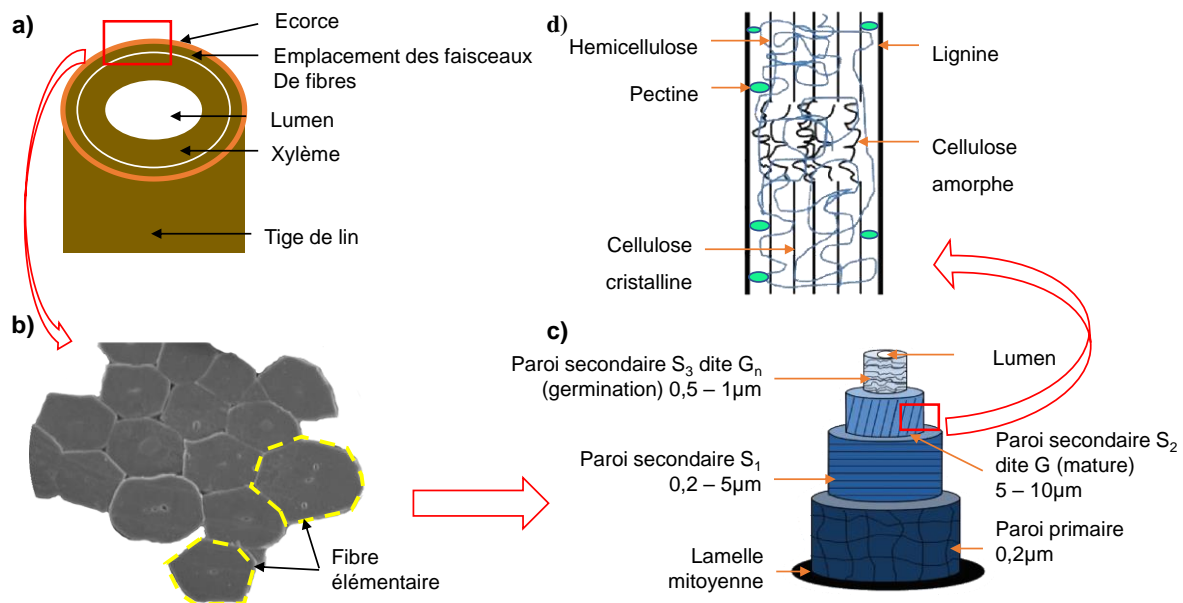 a)
Ecorce
Emplacement des faisceaux
De fibres
Lumen
Xylème
Tige de lin
b)
Fibre
élémentaire
d)
Hemicellulose
Pectine
Cellulose
cristalline
Lignine
Cellulose
amorphe
c)
Paroi secondaire S3 dite Gn
(germination) 0,5 – 1µm
Paroi secondaire S1
0,2 – 5µm
Lamelle
mitoyenne
Lumen
Paroi secondaire S2
dite G (mature)
5 – 10µm
Paroi primaire
0,2µm